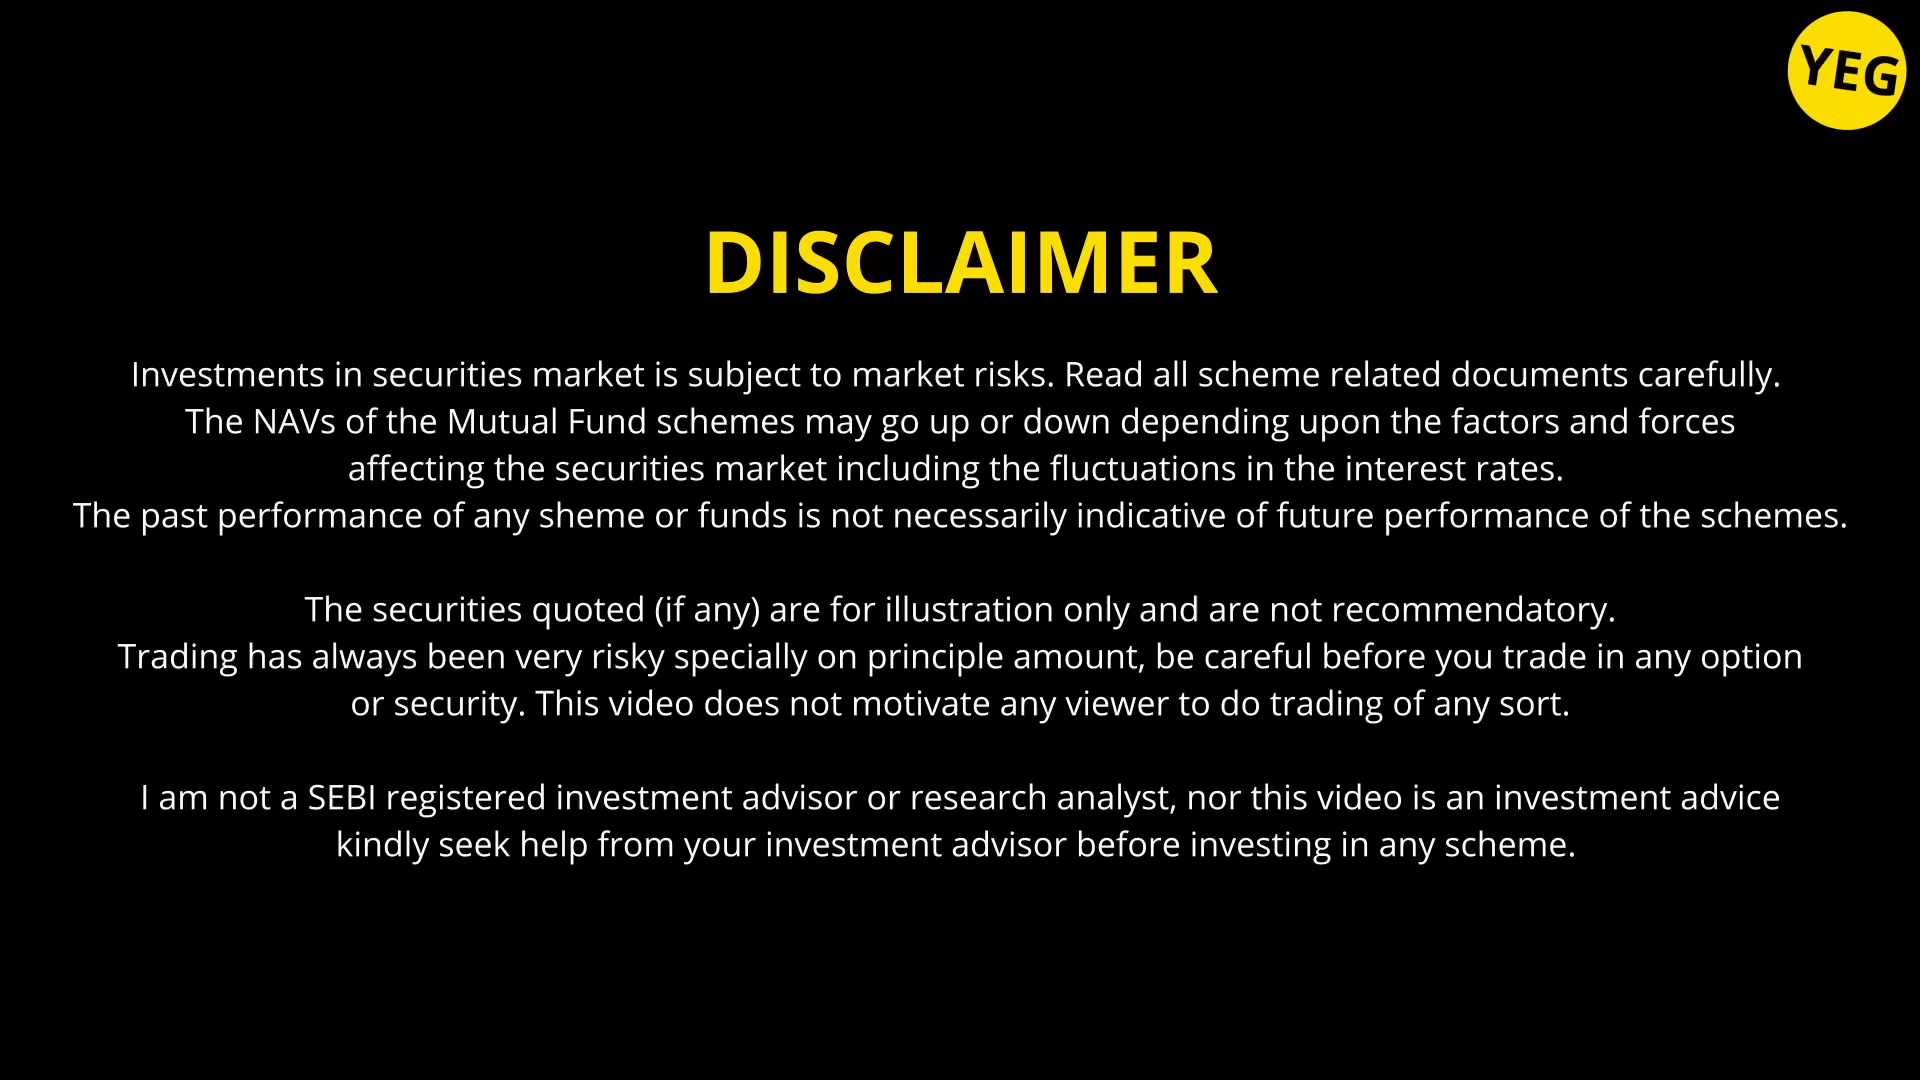 YEG
DISCLAIMER
Investments in securities market is subject to market risks. Read all scheme related documents carefully.
The NAVs of the Mutual Fund schemes may go up or down depending upon the factors and forces
affecting the securities market including the fluctuations in the interest rates.
The past performance of any sheme or funds is not necessarily indicative of future performance of the schemes.
The securities quoted (if any) are for illustration only and are not recommendatory.
Trading has always been very risky specially on principle amount, be careful before you trade in any option
or security. This video does not motivate any viewer to do trading of any sort.
I am not a SEBI registered investment advisor or research analyst, nor this video is an investment advice
kindly seek help from your investment advisor before investing in any scheme.